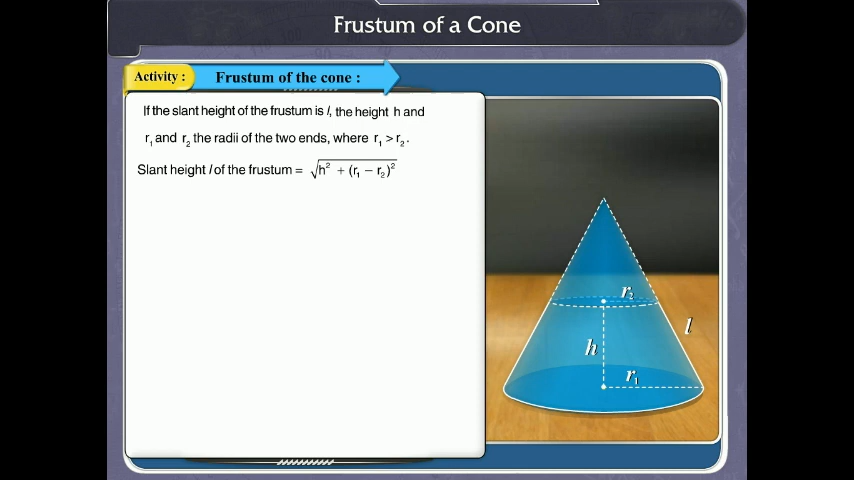 Frustum of a Cone
Activity :
Frustum of the cone :
If the slant height of the frustum is l, the height h and
r₁ and r₂ the radii of the two ends, where r₁ > r₂.
Slant height l of the frustum = √h² + (r₁ − r₂)²
r₂
l
h
r₁